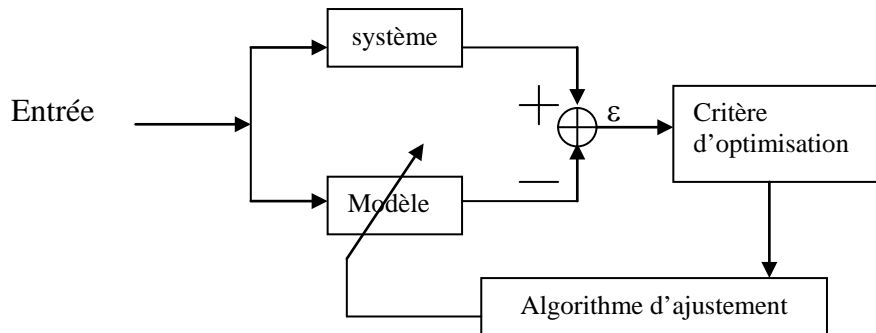 système
Entrée
+
ε
Critère
d'optimisation
−
Modèle
Algorithme d'ajustement